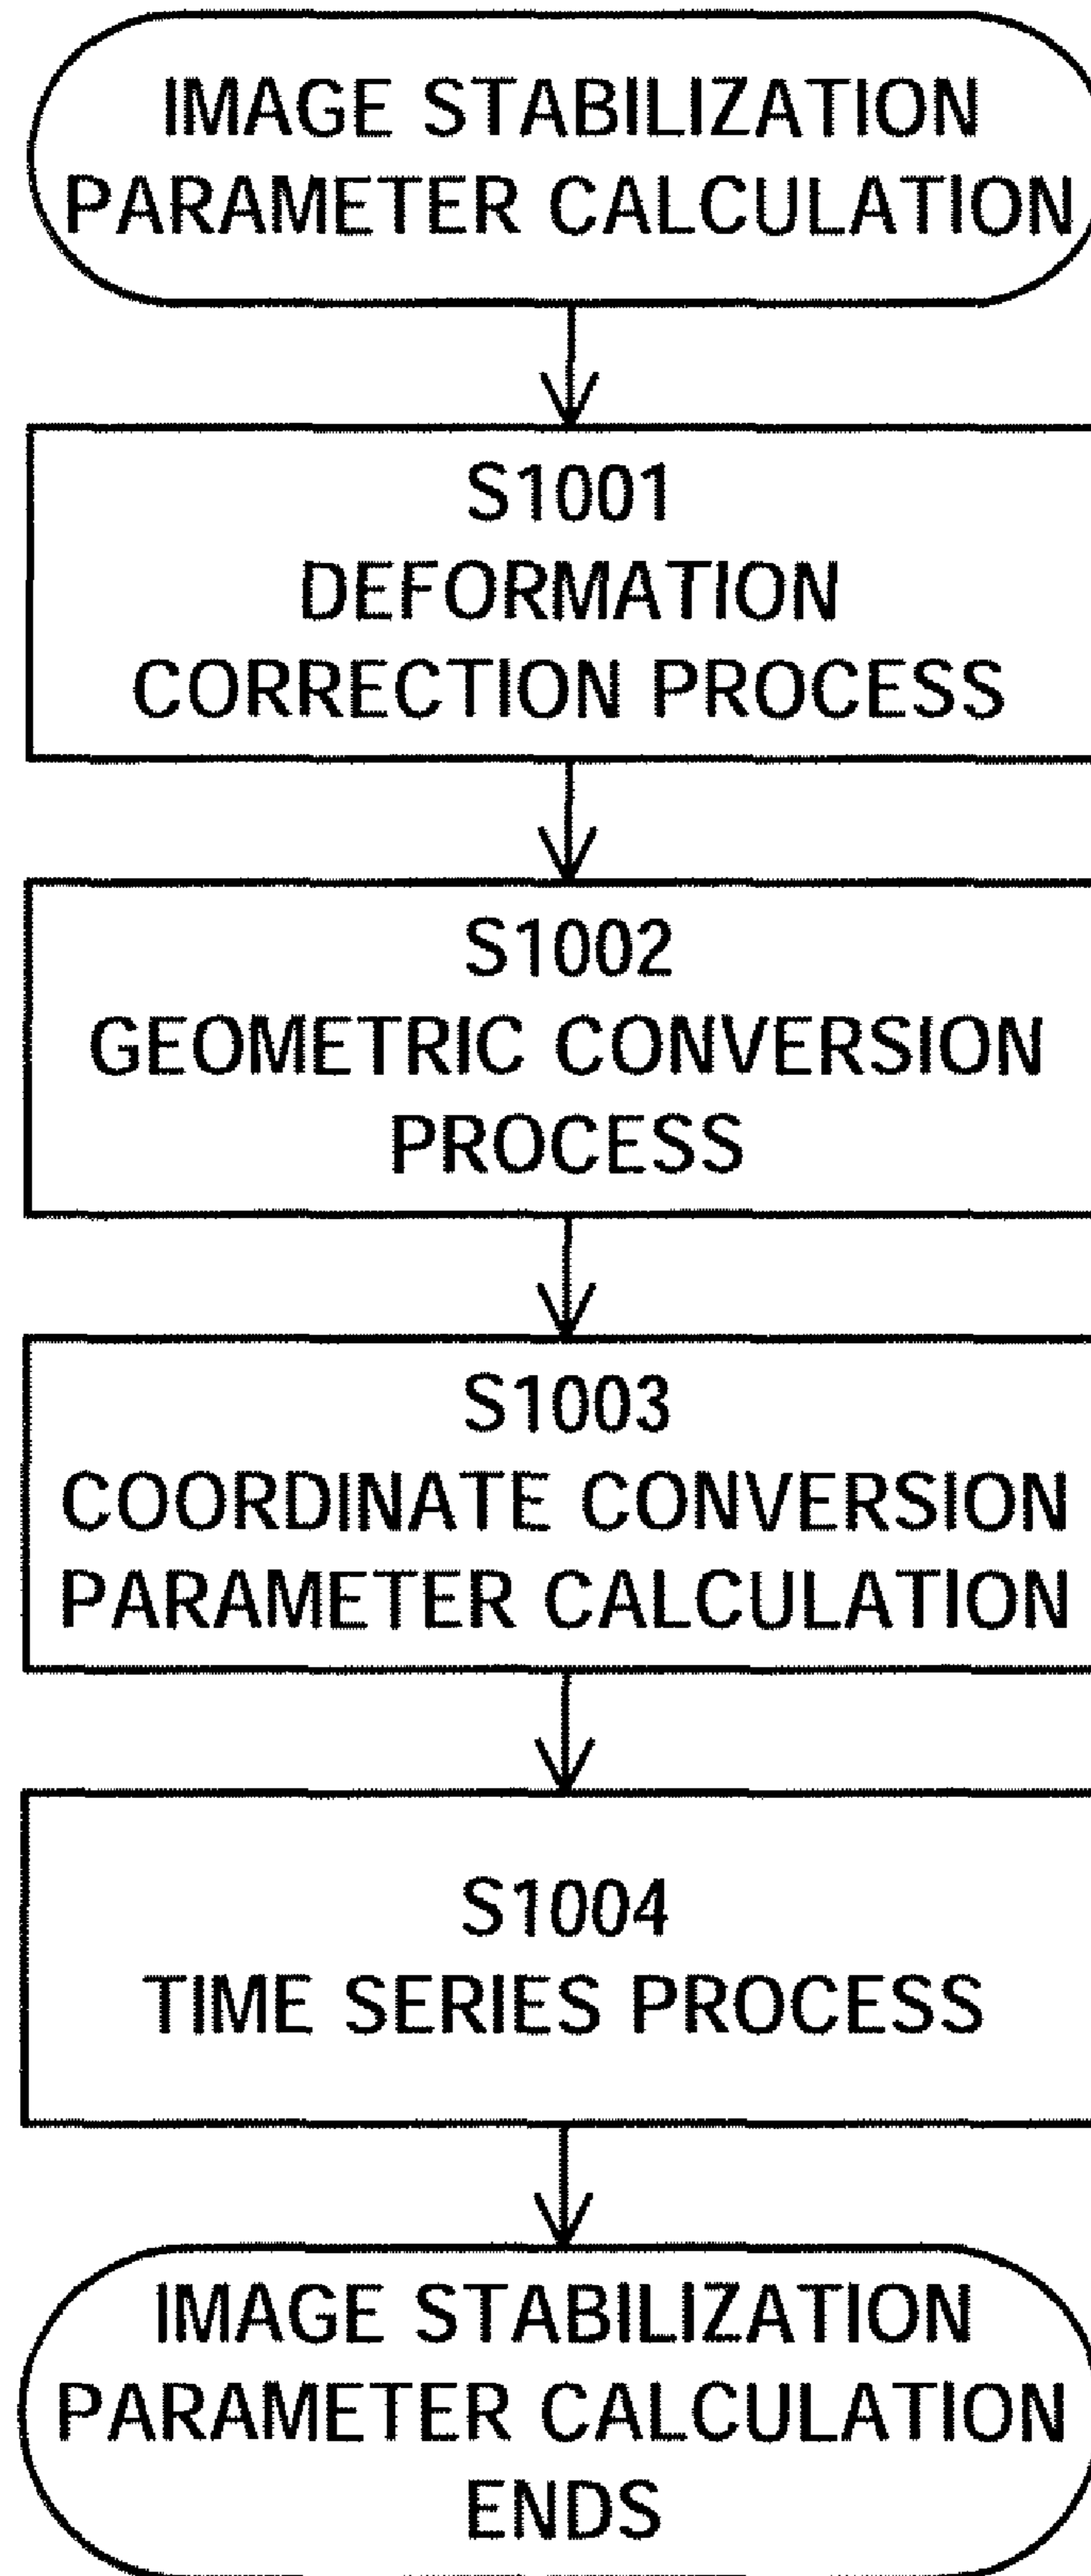 IMAGE STABILIZATION
PARAMETER CALCULATION
S1001
DEFORMATION
CORRECTION PROCESS
S1002
GEOMETRIC CONVERSION
PROCESS
S1003
COORDINATE CONVERSION
PARAMETER CALCULATION
S1004
TIME SERIES PROCESS
IMAGE STABILIZATION
PARAMETER CALCULATION
ENDS